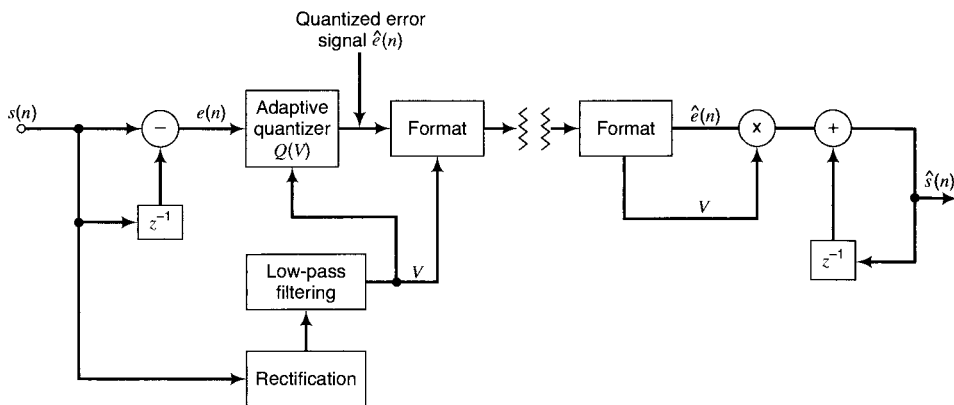 Quantized error
signal ê(n)
s(n)
−
e(n)
Adaptive
quantizer
Q(V)
Format
Format
ê(n)
x
+
ŝ(n)
V
z⁻¹
z⁻¹
Low-pass
filtering
V
Rectification